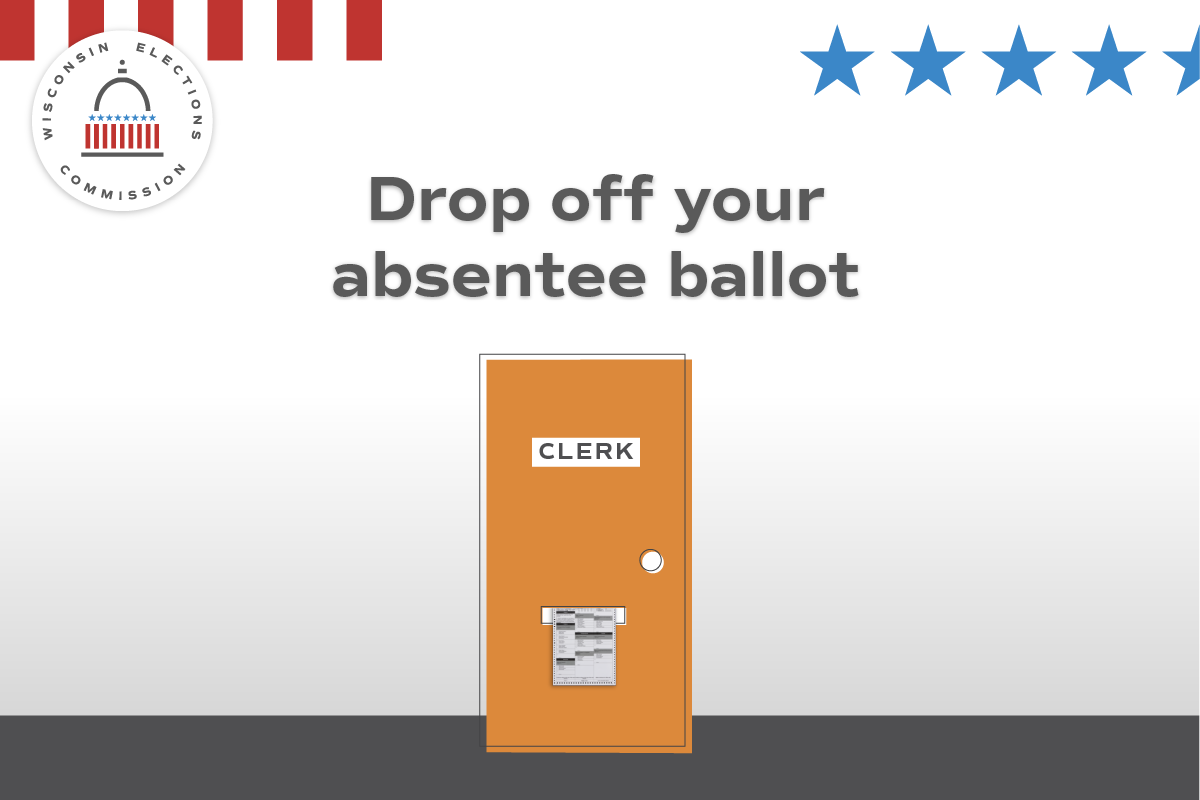 WISCONSIN ELECTIONS
COMMISSION
Drop off your
absentee ballot
CLERK